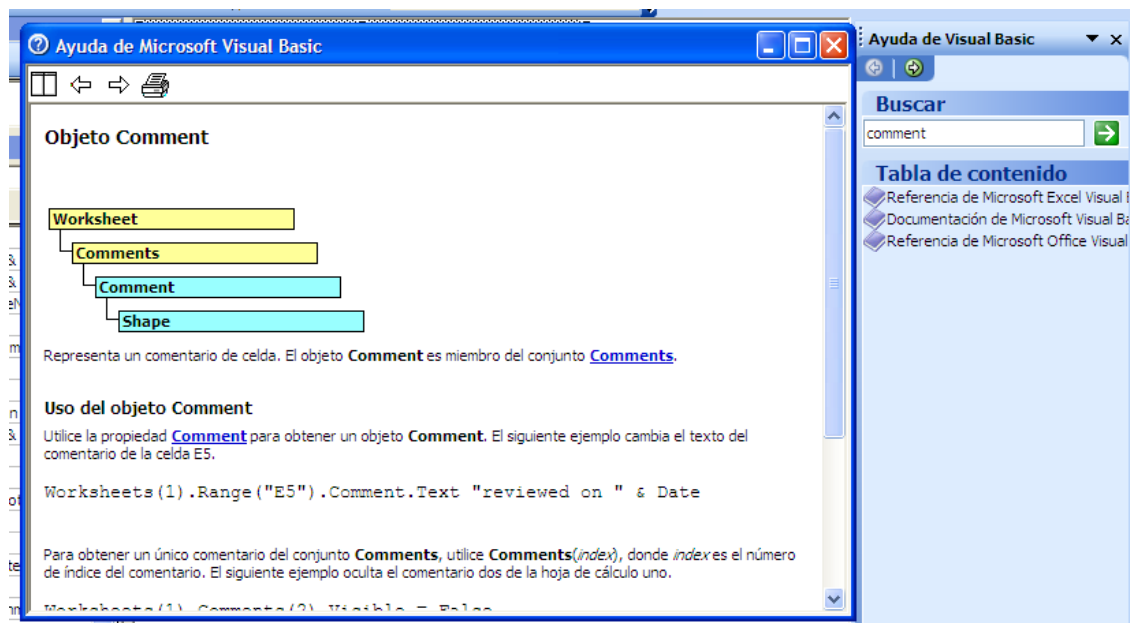 Ayuda de Microsoft Visual Basic
Objeto Comment
Worksheet
Comments
Comment
Shape
Representa un comentario de celda. El objeto Comment es miembro del conjunto Comments.
Uso del objeto Comment
Utilice la propiedad Comment para obtener un objeto Comment. El siguiente ejemplo cambia el texto del
comentario de la celda E5.
Worksheets(1).Range("E5").Comment.Text "reviewed on " & Date
Para obtener un único comentario del conjunto Comments, utilice Comments(index), donde index es el número
de índice del comentario. El siguiente ejemplo oculta el comentario dos de la hoja de cálculo uno.
Worksheets(1).Comments(2).Visible = False
Ayuda de Visual Basic
Buscar
comment
Tabla de contenido
Referencia de Microsoft Excel Visual
Documentación de Microsoft Visual Ba
Referencia de Microsoft Office Visual